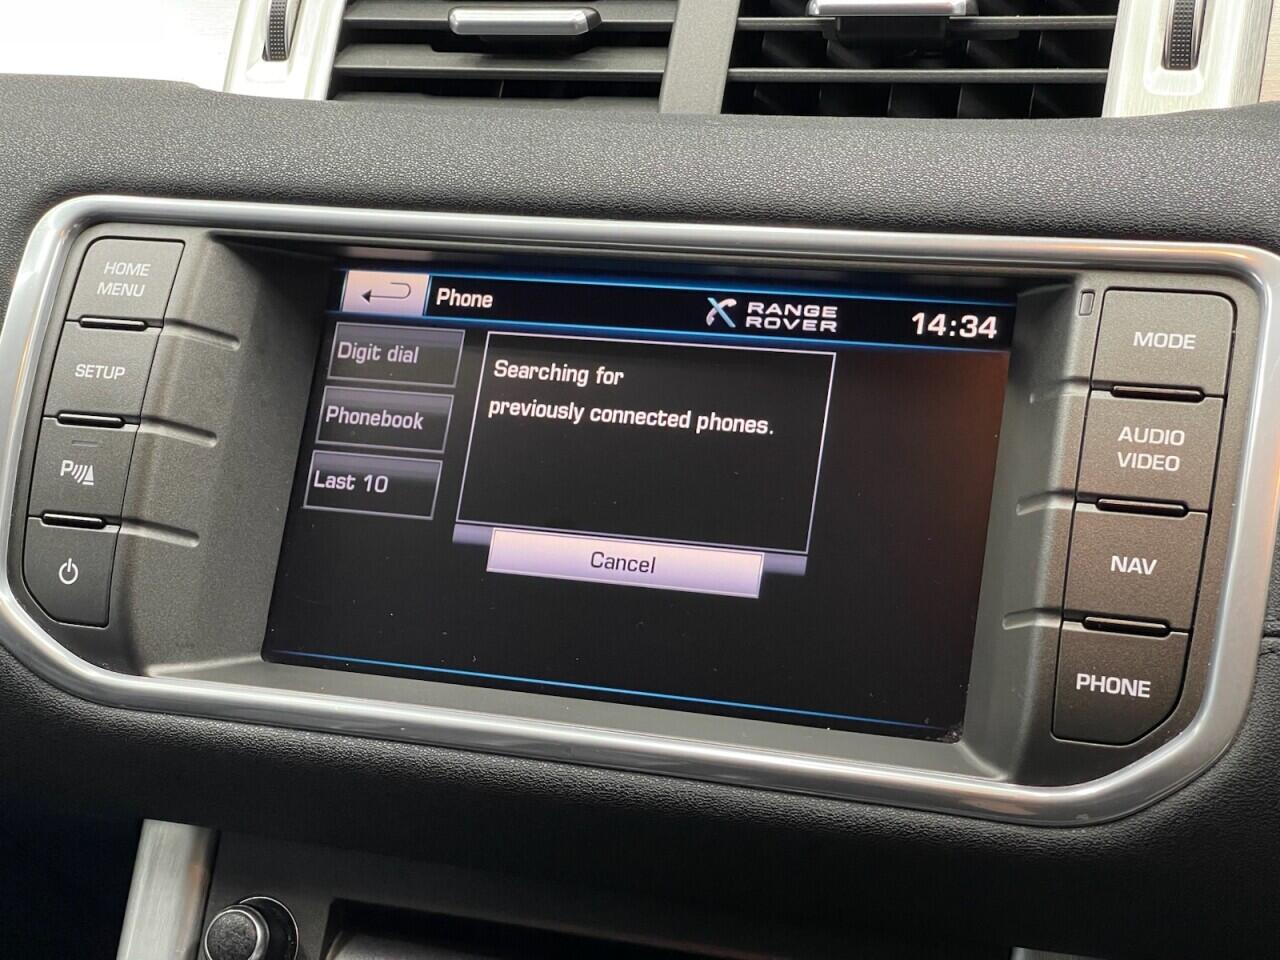 HOME
MENU
SETUP
P
Phone
RANGE
ROVER
14:34
Digit dial
Phonebook
Last 10
Searching for
previously connected phones.
Cancel
MODE
AUDIO
VIDEO
NAV
PHONE